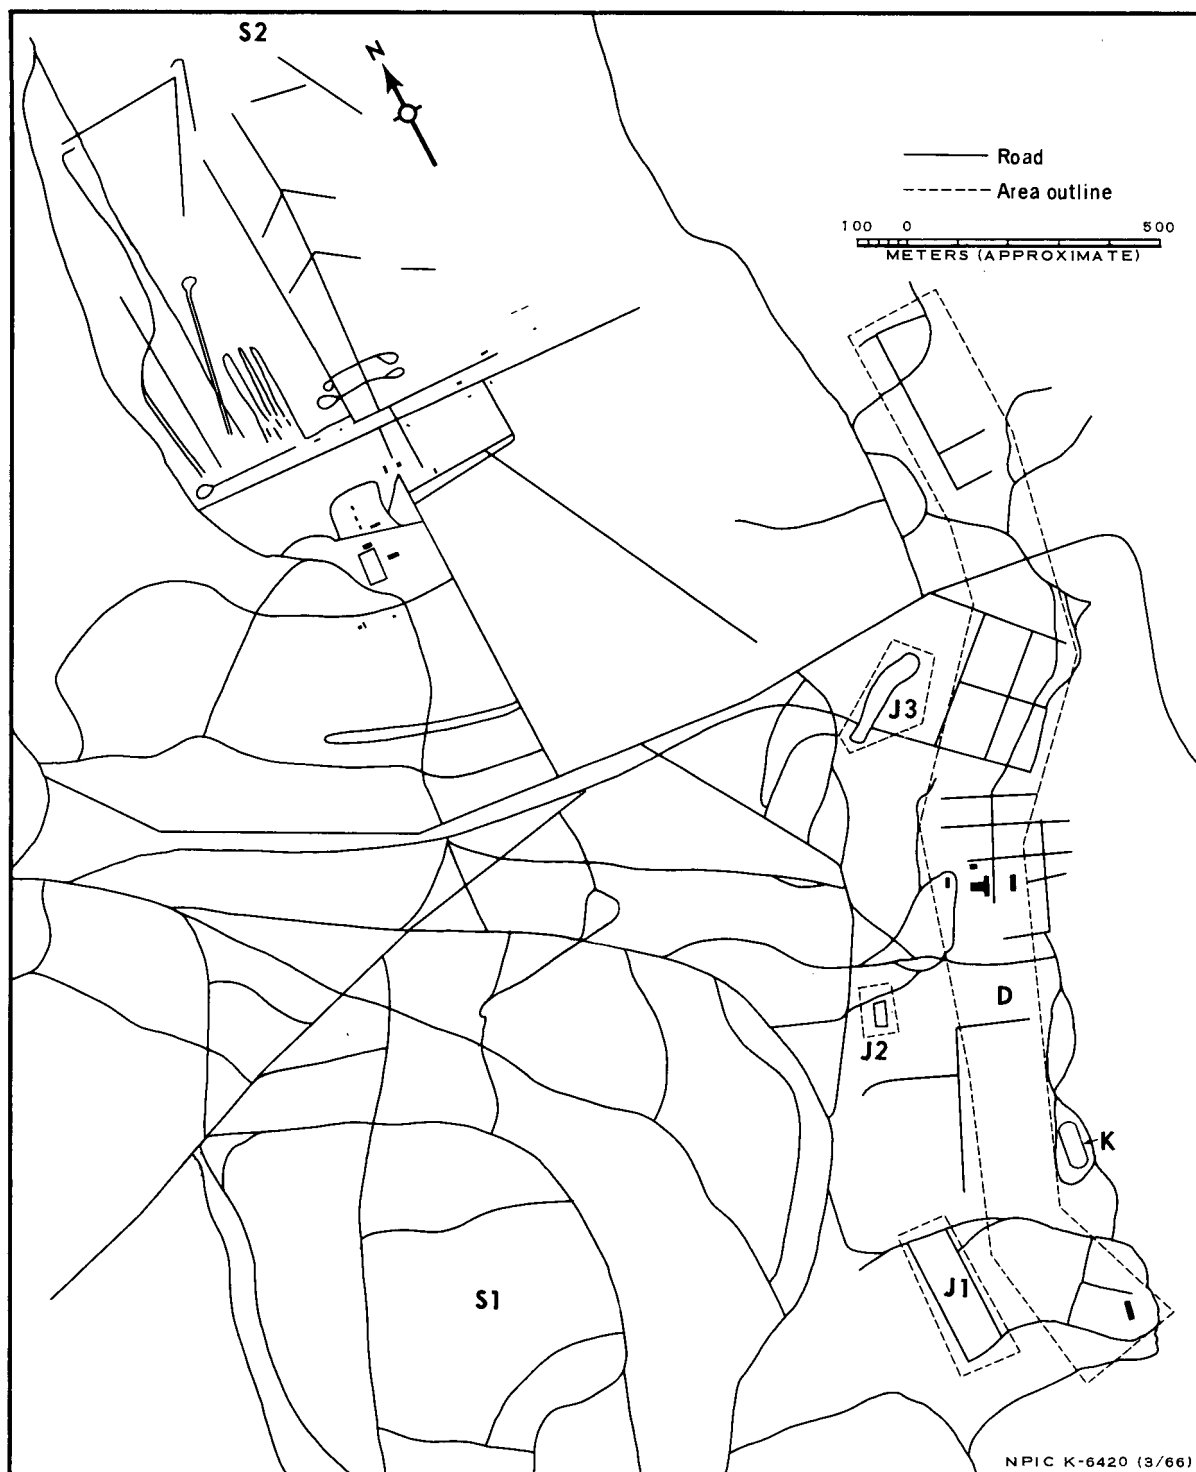 S2
N
Road
Area outline
100 0 500
METERS (APPROXIMATE)
J3
D
J2
K
J1
S1
NPIC K-6420 (3/66)